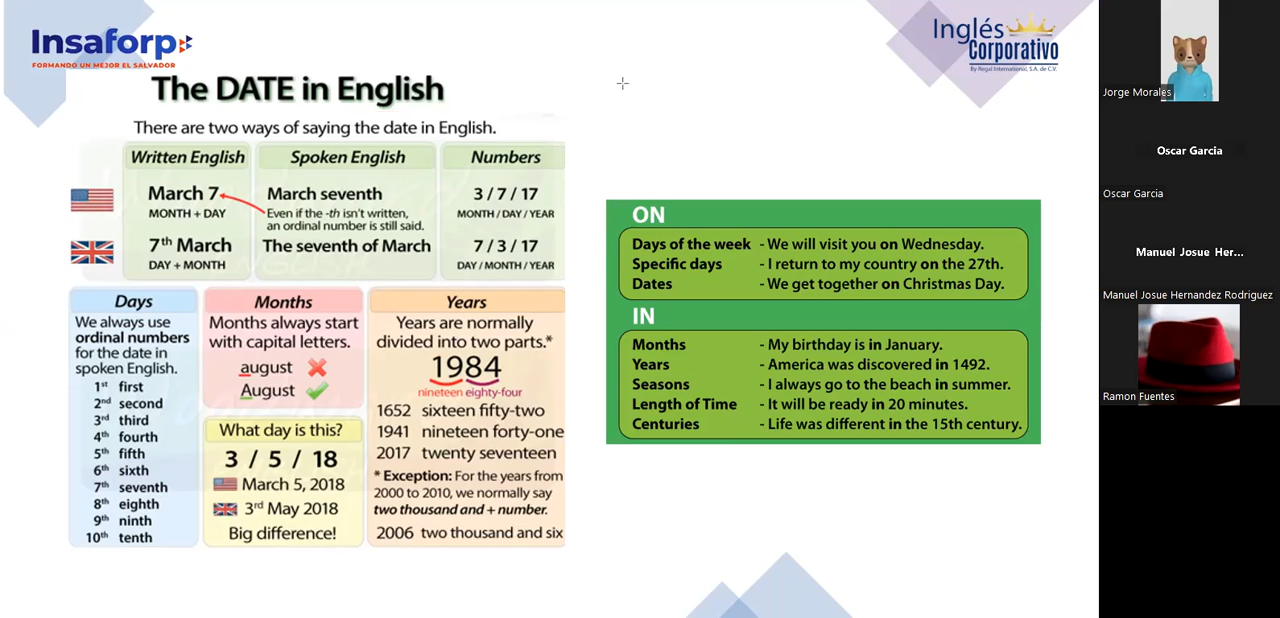 Insaforp
FORMANDO UN MEJOR EL SALVADOR
Inglés
Corporativo
By Regal International, S.A. de C.V.
The DATE in English
There are two ways of saying the date in English.
Written English
Spoken English
Numbers
March 7
MONTH + DAY
March seventh
Even if the -th isn't written,
an ordinal number is still said.
3 / 7 / 17
MONTH / DAY / YEAR
7th March
DAY + MONTH
The seventh of March
7 / 3 / 17
DAY / MONTH / YEAR
Days
We always use
ordinal numbers
for the date in
spoken English.
1st first
2nd second
3rd third
4th fourth
5th fifth
6th sixth
7th seventh
8th eighth
9th ninth
10th tenth
Months
Months always start
with capital letters.
august
August
What day is this?
3 / 5 / 18
March 5, 2018
3rd May 2018
Big difference!
Years
Years are normally
divided into two parts.*
1984
nineteen eighty-four
1652 sixteen fifty-two
1941 nineteen forty-one
2017 twenty seventeen
* Exception: For the years from
2000 to 2010, we normally say
two thousand and + number.
2006 two thousand and six
ON
Days of the week - We will visit you on Wednesday.
Specific days - I return to my country on the 27th.
Dates - We get together on Christmas Day.
IN
Months - My birthday is in January.
Years - America was discovered in 1492.
Seasons - I always go to the beach in summer.
Length of Time - It will be ready in 20 minutes.
Centuries - Life was different in the 15th century.
Jorge Morales
Oscar Garcia
Oscar Garcia
Manuel Josue Her...
Manuel Josue Hernandez Rodriguez
Ramon Fuentes